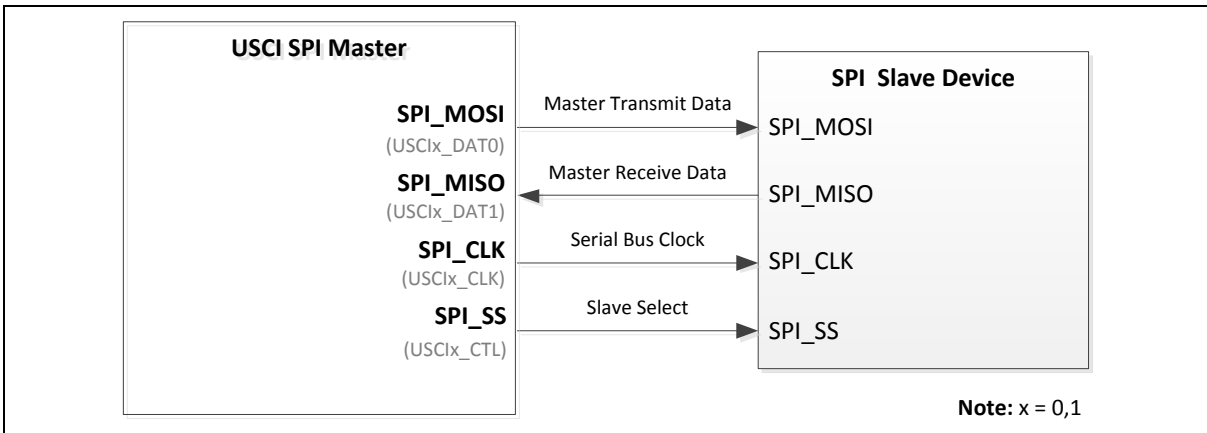 USCI SPI Master
SPI_MOSI
(USCIx_DAT0)
SPI_MISO
(USCIx_DAT1)
SPI_CLK
(USCIx_CLK)
SPI_SS
(USCIx_CTL)
Master Transmit Data
Master Receive Data
Serial Bus Clock
Slave Select
SPI  Slave Device
SPI_MOSI
SPI_MISO
SPI_CLK
SPI_SS
Note: x = 0,1